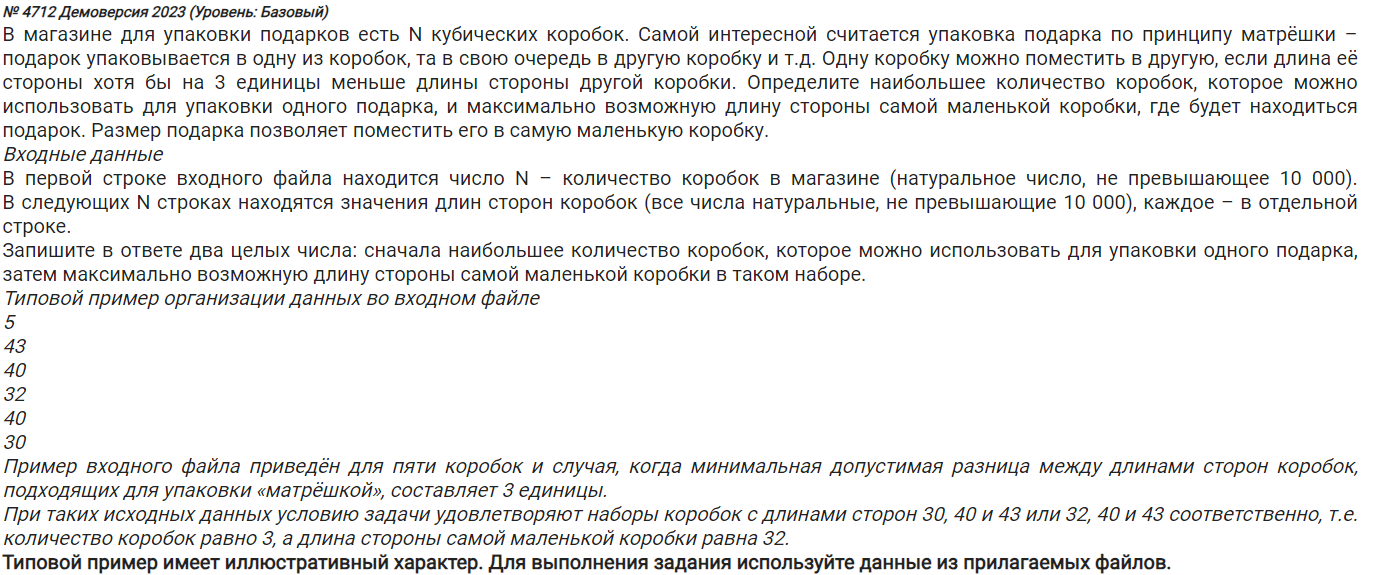 № 4712 Демоверсия 2023 (Уровень: Базовый)
В магазине для упаковки подарков есть N кубических коробок. Самой интересной считается упаковка подарка по принципу матрёшки –
подарок упаковывается в одну из коробок, та в свою очередь в другую коробку и т.д. Одну коробку можно поместить в другую, если длина её
стороны хотя бы на 3 единицы меньше длины стороны другой коробки. Определите наибольшее количество коробок, которое можно
использовать для упаковки одного подарка, и максимально возможную длину стороны самой маленькой коробки, где будет находиться
подарок. Размер подарка позволяет поместить его в самую маленькую коробку.
Входные данные
В первой строке входного файла находится число N – количество коробок в магазине (натуральное число, не превышающее 10 000).
В следующих N строках находятся значения длин сторон коробок (все числа натуральные, не превышающие 10 000), каждое – в отдельной
строке.
Запишите в ответе два целых числа: сначала наибольшее количество коробок, которое можно использовать для упаковки одного подарка,
затем максимально возможную длину стороны самой маленькой коробки в таком наборе.
Типовой пример организации данных во входном файле
5
43
40
32
40
30
Пример входного файла приведён для пяти коробок и случая, когда минимальная допустимая разница между длинами сторон коробок,
подходящих для упаковки «матрёшкой», составляет 3 единицы.
При таких исходных данных условию задачи удовлетворяют наборы коробок с длинами сторон 30, 40 и 43 или 32, 40 и 43 соответственно, т.е.
количество коробок равно 3, а длина стороны самой маленькой коробки равна 32.
Типовой пример имеет иллюстративный характер. Для выполнения задания используйте данные из прилагаемых файлов.